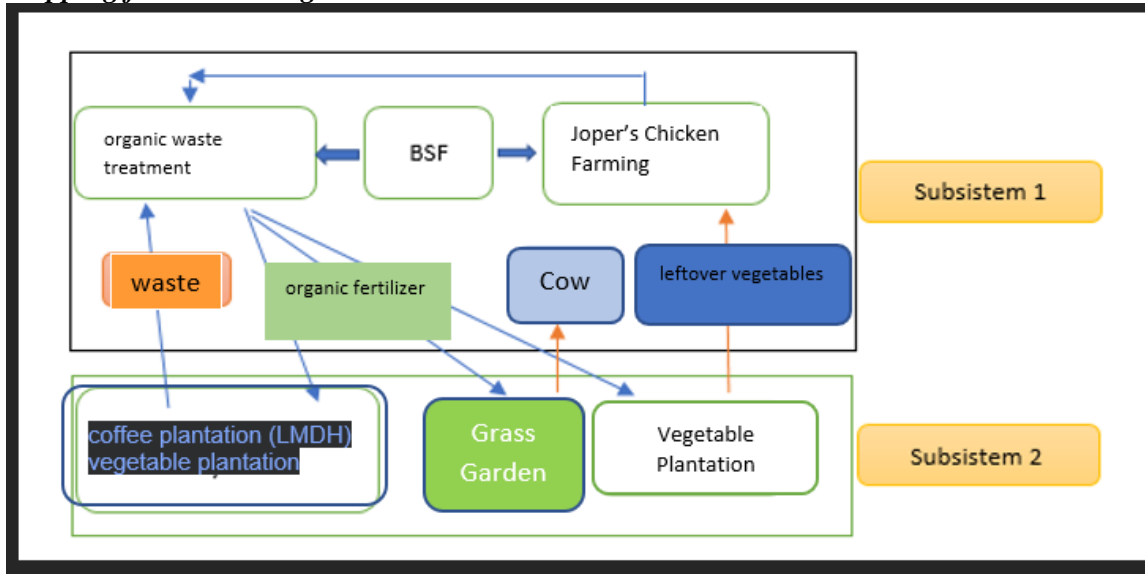 organic waste
treatment
BSF
Joper's Chicken
Farming
Subsistem 1
waste
organic fertilizer
Cow
leftover vegetables
coffee plantation (LMDH)
vegetable plantation
Grass
Garden
Vegetable
Plantation
Subsistem 2